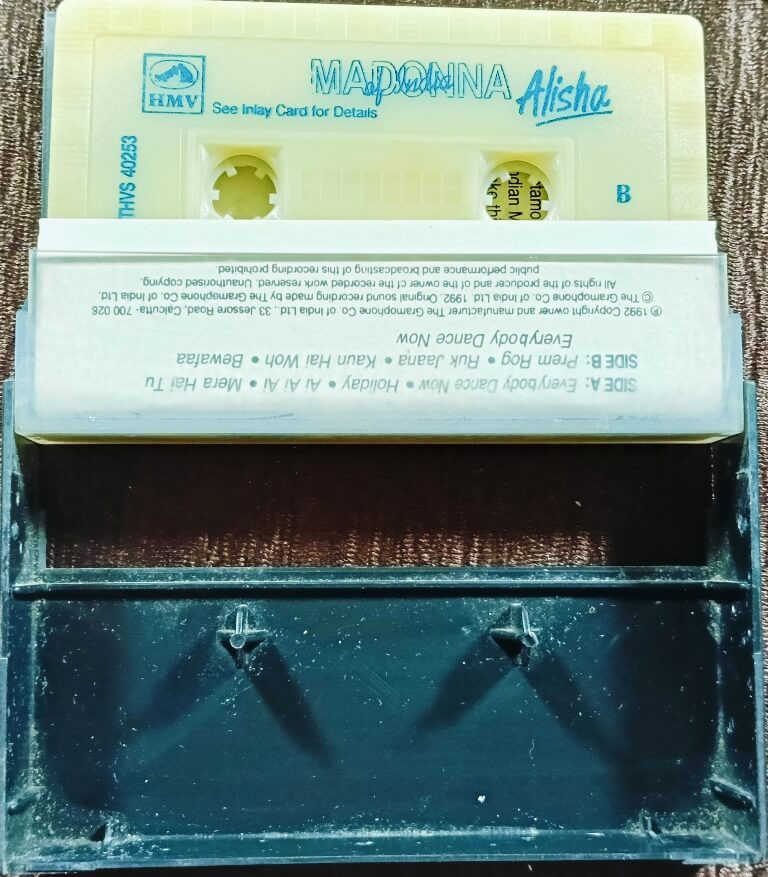 HMV
MADONNA
of India
Alisha
See Inlay Card for Details
THVS 40253
B
SIDE A: Everybody Dance Now • Holiday • Ai Ai Ai • Mera Hai Tu
SIDE B: Prem Rog • Ruk Jaana • Kaun Hai Woh • Bewafaa
Everybody Dance Now
℗ 1992 Copyright owner and manufacturer The Gramophone Co. of India Ltd., 33, Jessore Road, Calcutta- 700 028
© The Gramophone Co. of India Ltd. 1992. Original sound recording made by The Gramophone Co. of India Ltd.
All rights of the producer and of the owner of the recorded work reserved. Unauthorised copying,
public performance and broadcasting of this recording prohibited